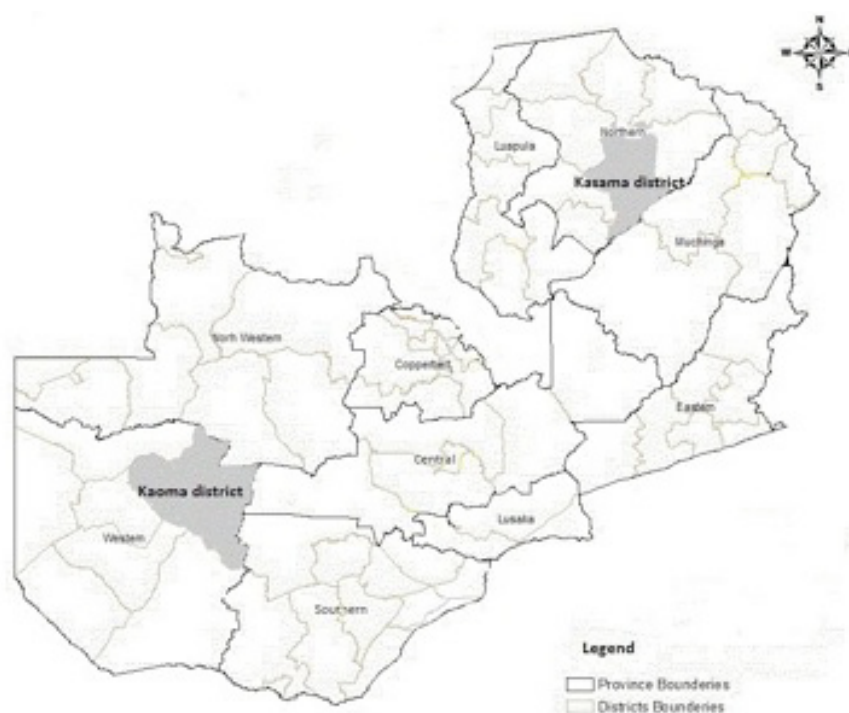 N
W
S
Northern
Luapula
Kasama district
Muchinga
Norh Western
Copperbelt
Eastern
Central
Kaoma district
Lusaka
Western
Southern
Legend
Province Bounderies
Districts Bounderies